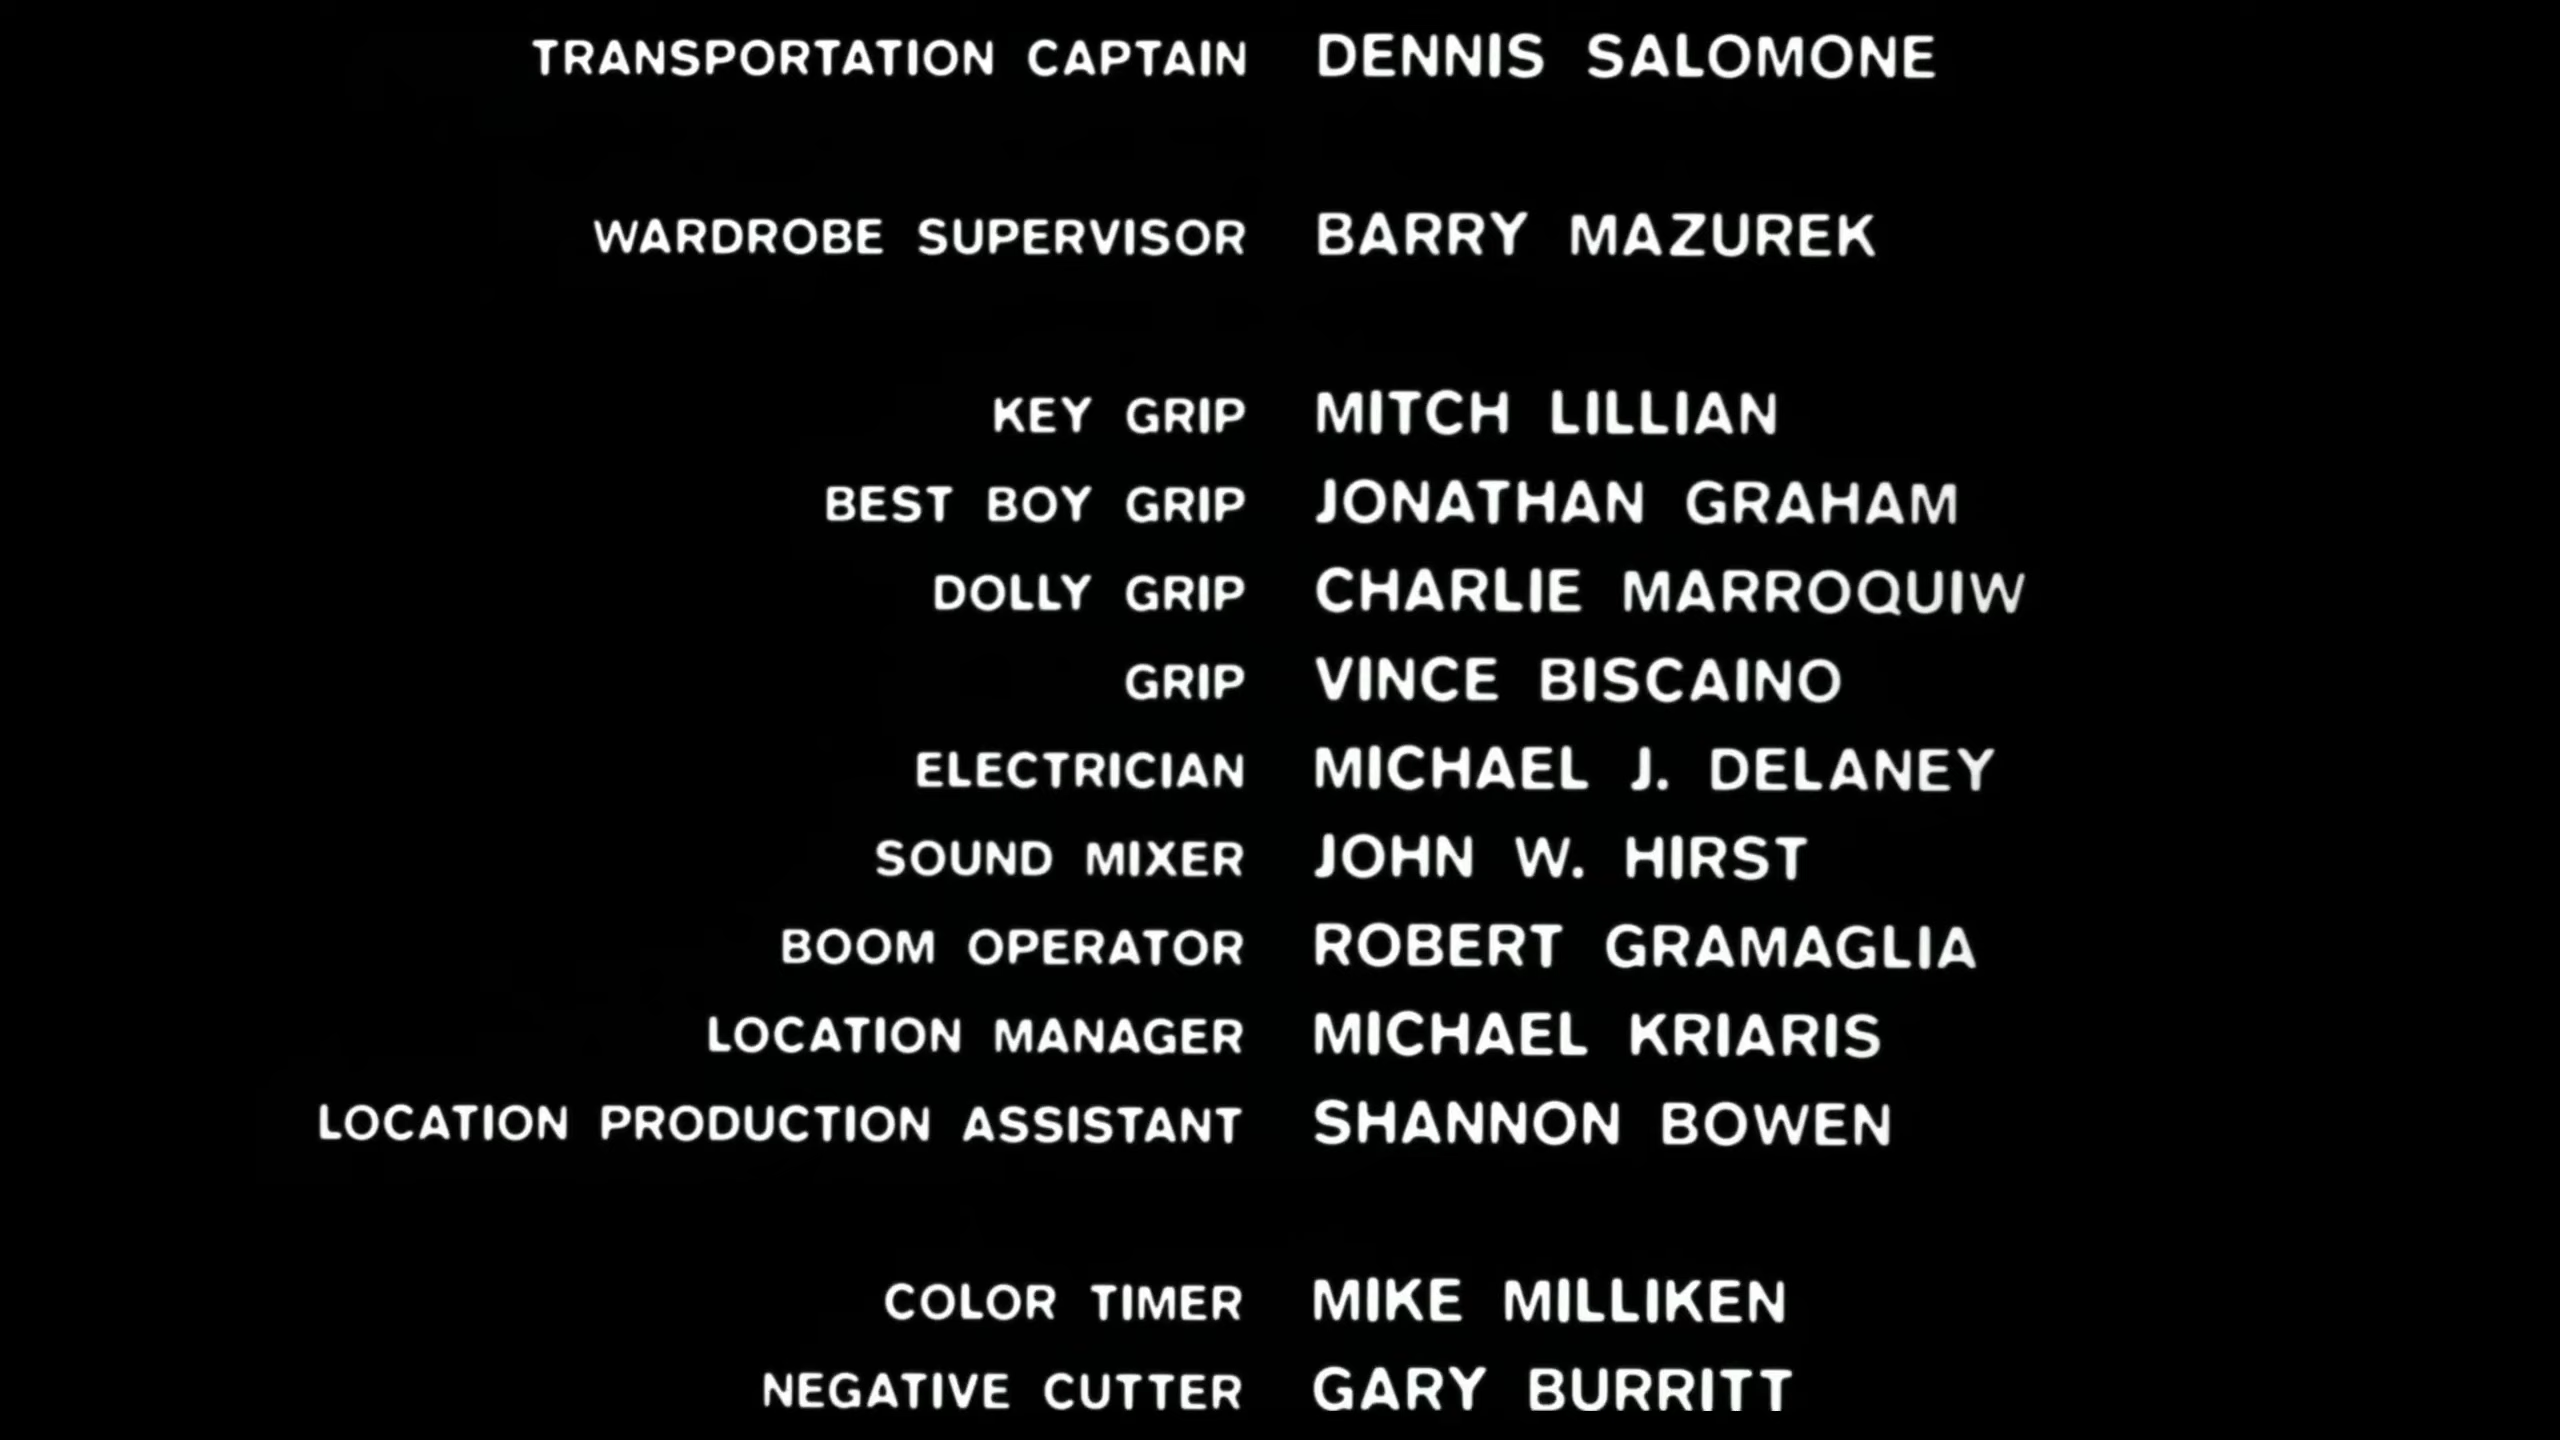 TRANSPORTATION CAPTAIN DENNIS SALOMONE
WARDROBE SUPERVISOR BARRY MAZUREK
KEY GRIP MITCH LILLIAN
BEST BOY GRIP JONATHAN GRAHAM
DOLLY GRIP CHARLIE MARROQUIW
GRIP VINCE BISCAINO
ELECTRICIAN MICHAEL J. DELANEY
SOUND MIXER JOHN W. HIRST
BOOM OPERATOR ROBERT GRAMAGLIA
LOCATION MANAGER MICHAEL KRIARIS
LOCATION PRODUCTION ASSISTANT SHANNON BOWEN
COLOR TIMER MIKE MILLIKEN
NEGATIVE CUTTER GARY BURRITT